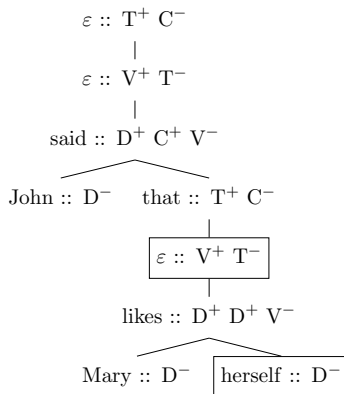 ε :: T⁺ C⁻
ε :: V⁺ T⁻
said :: D⁺ C⁺ V⁻
John :: D⁻ that :: T⁺ C⁻
ε :: V⁺ T⁻
likes :: D⁺ D⁺ V⁻
Mary :: D⁻ herself :: D⁻